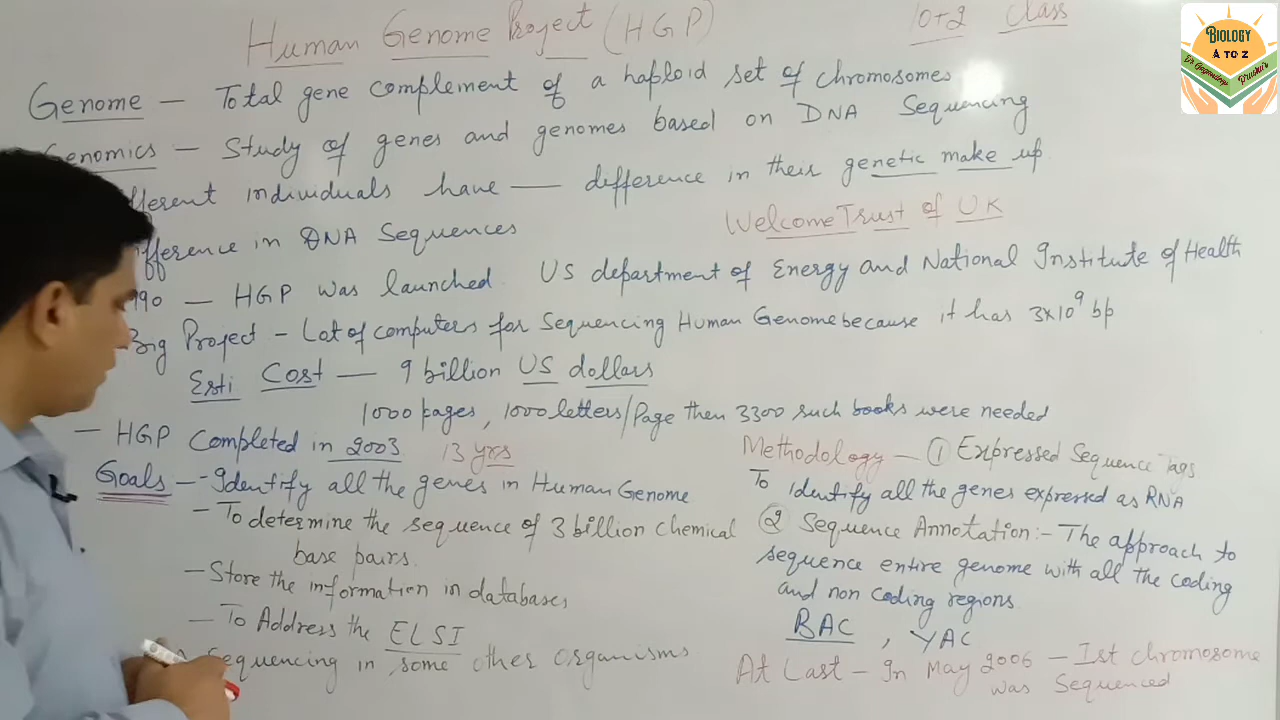 Human Genome Project (HGP)
10+2 Class
BIOLOGY
A TO Z
Genome — Total gene complement of a haploid set of chromosomes
Genomics — Study of genes and genomes based on DNA Sequencing
fferent individuals have — difference in their genetic make up
Welcome Trust of UK
fference in DNA Sequences
990 — HGP was launched. US department of Energy and National Institute of Health
Big Project - Lot of computers for Sequencing Human Genome because it has 3x10⁹ bp
Esti Cost — 9 billion US dollars
1000 pages, 1000 letters/Page then 3300 such books were needed
— HGP Completed in 2003 13 yrs
Goals — - Identify all the genes in Human Genome
- To determine the sequence of 3 billion chemical
base pairs.
- Store the information in databases
- To Address the ELSI
Sequencing in some other organisms
Methodology — ① Expressed Sequence Tags
To Identify all the genes expressed as RNA
② Sequence Annotation:- The approach to
sequence entire genome with all the coding
and non coding regions.
BAC, YAC
At Last - In May 2006 - Ist chromosome
was Sequenced